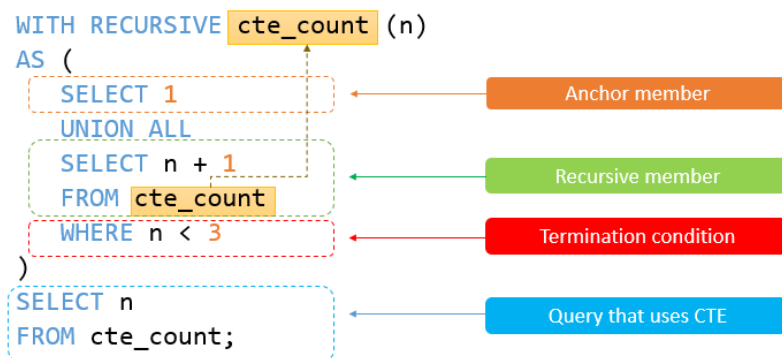 WITH RECURSIVE cte_count (n)
AS (
SELECT 1
Anchor member
UNION ALL
SELECT n + 1
FROM cte_count
Recursive member
WHERE n < 3
Termination condition
)
SELECT n
FROM cte_count;
Query that uses CTE